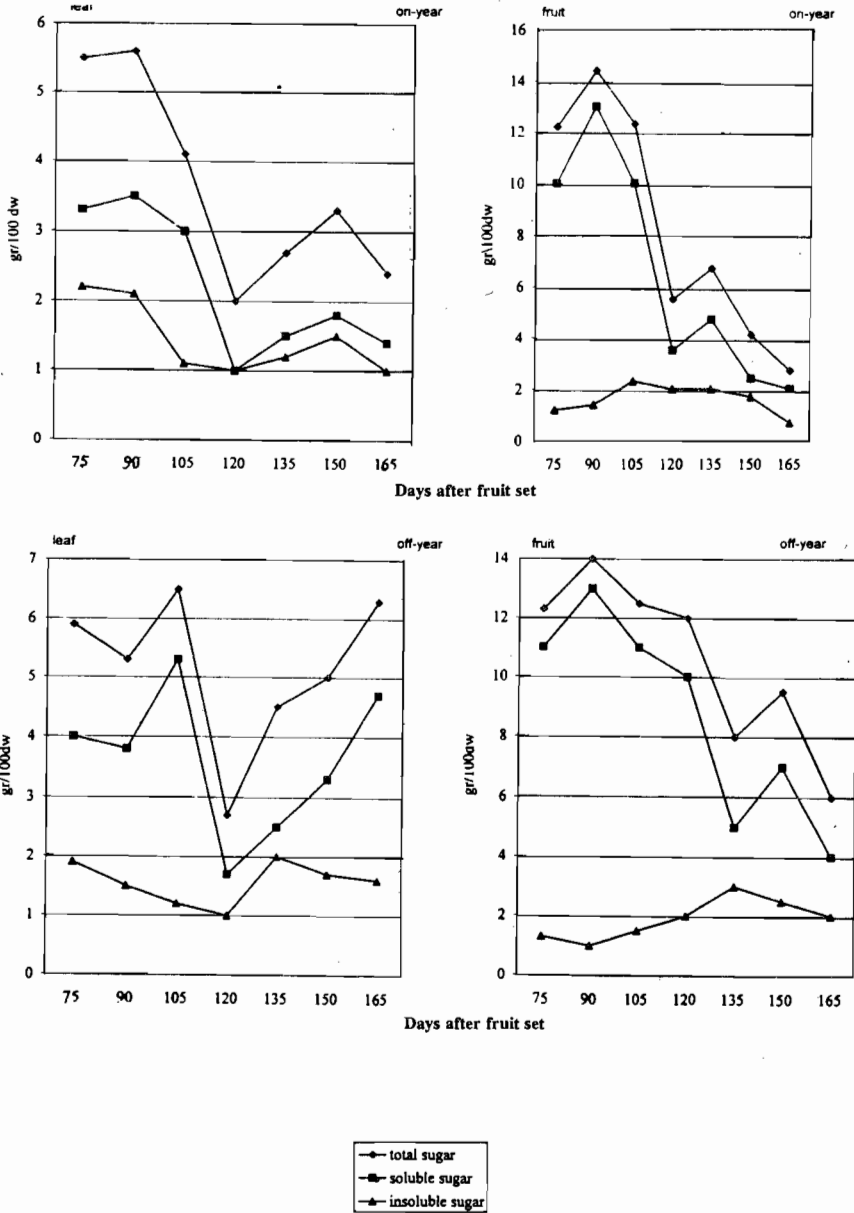 leaf on-year
6
5
4
3
2
1
0
gr/100 dw
75 90 105 120 135 150 165
fruit on-year
16
14
12
10
8
6
4
2
0
gr\100dw
75 90 105 120 135 150 165
Days after fruit set
leaf off-year
7
6
5
4
3
2
1
0
gr/100dw
75 90 105 120 135 150 165
fruit off-year
14
12
10
8
6
4
2
0
gr/100dw
75 90 105 120 135 150 165
Days after fruit set
total sugar
soluble sugar
insoluble sugar